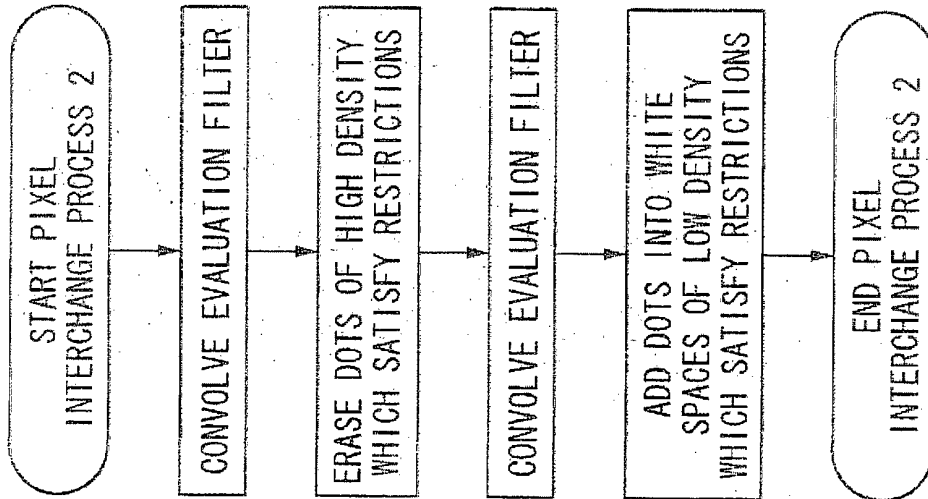 START PIXEL
INTERCHANGE PROCESS 2
CONVOLVE EVALUATION FILTER
ERASE DOTS OF HIGH DENSITY
WHICH SATISFY RESTRICTIONS
CONVOLVE EVALUATION FILTER
ADD DOTS INTO WHITE
SPACES OF LOW DENSITY
WHICH SATISFY RESTRICTIONS
END PIXEL
INTERCHANGE PROCESS 2